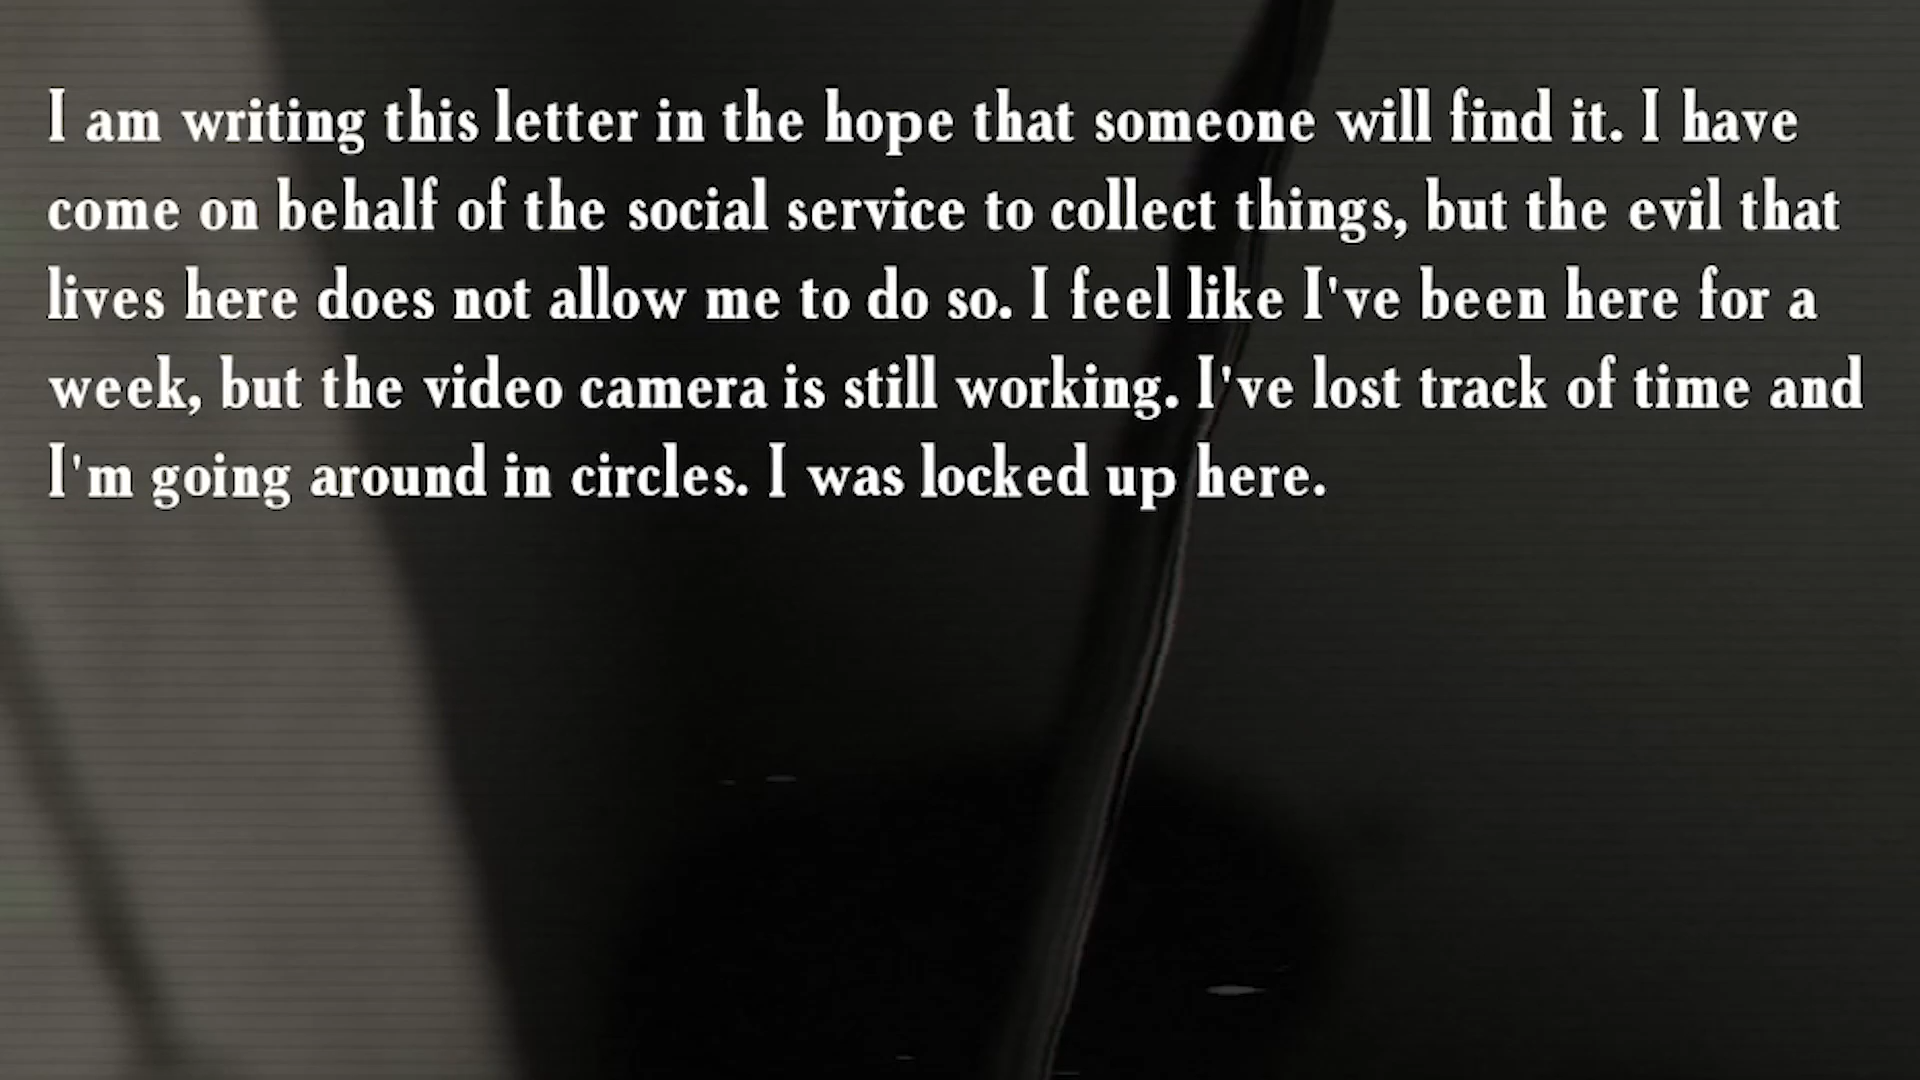 I am writing this letter in the hope that someone will find it. I have
come on behalf of the social service to collect things, but the evil that
lives here does not allow me to do so. I feel like I've been here for a
week, but the video camera is still working. I've lost track of time and
I'm going around in circles. I was locked up here.